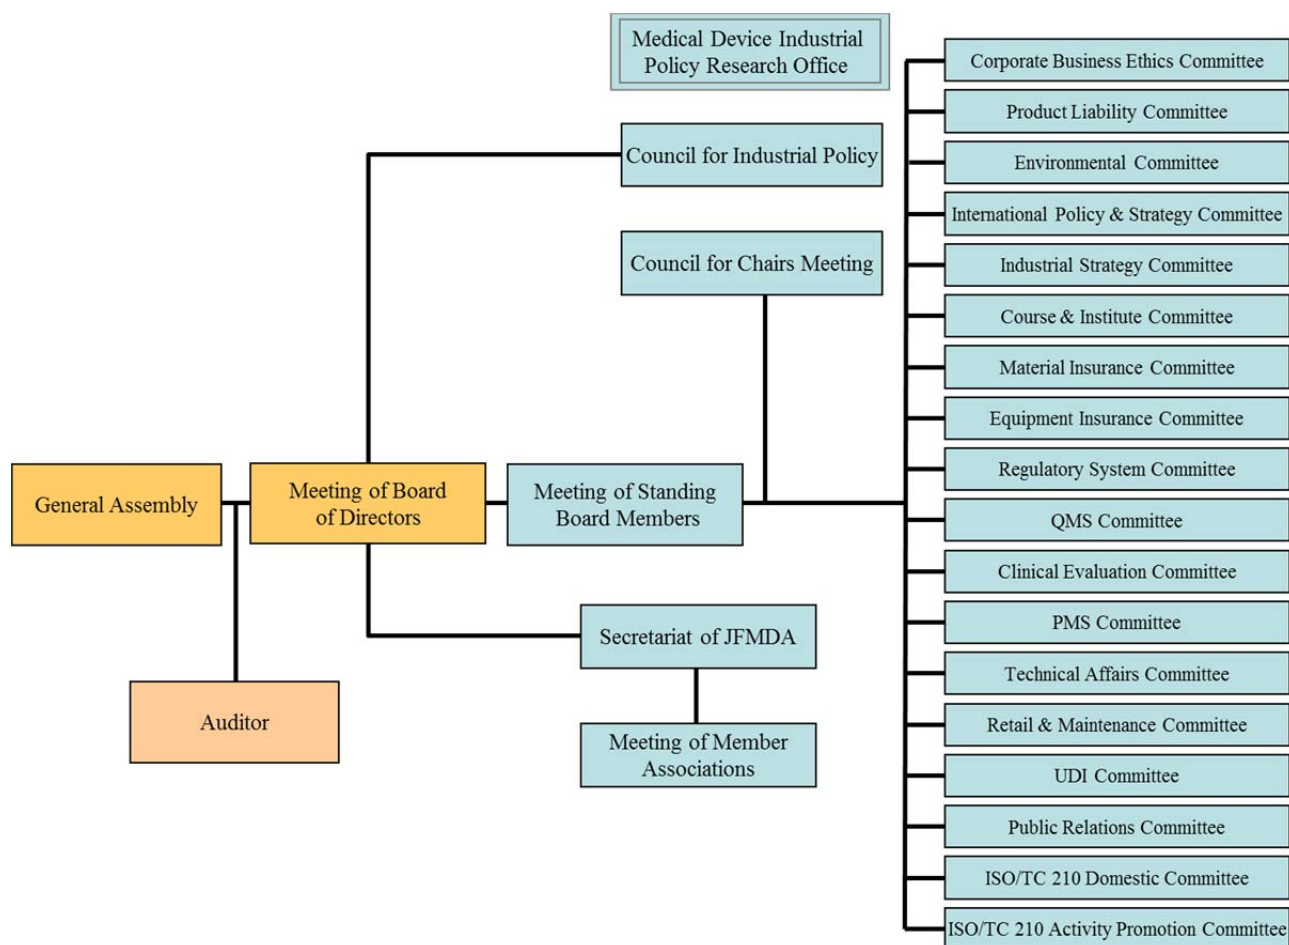 Medical Device Industrial
Policy Research Office
Council for Industrial Policy
Council for Chairs Meeting
General Assembly
Meeting of Board
of Directors
Meeting of Standing
Board Members
Secretariat of JFMDA
Auditor
Meeting of Member
Associations
Corporate Business Ethics Committee
Product Liability Committee
Environmental Committee
International Policy & Strategy Committee
Industrial Strategy Committee
Course & Institute Committee
Material Insurance Committee
Equipment Insurance Committee
Regulatory System Committee
QMS Committee
Clinical Evaluation Committee
PMS Committee
Technical Affairs Committee
Retail & Maintenance Committee
UDI Committee
Public Relations Committee
ISO/TC 210 Domestic Committee
ISO/TC 210 Activity Promotion Committee